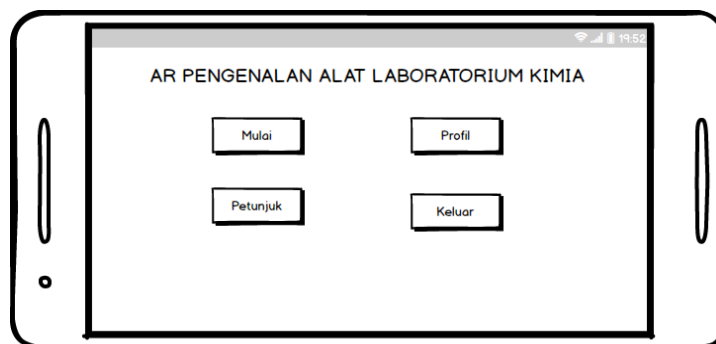 19:52
AR PENGENALAN ALAT LABORATORIUM KIMIA
Mulai
Profil
Petunjuk
Keluar